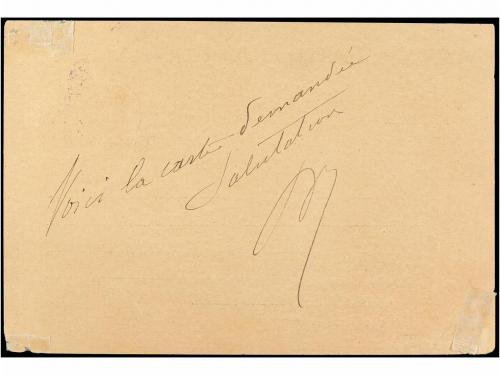 Voici la carte demandée
Salutation